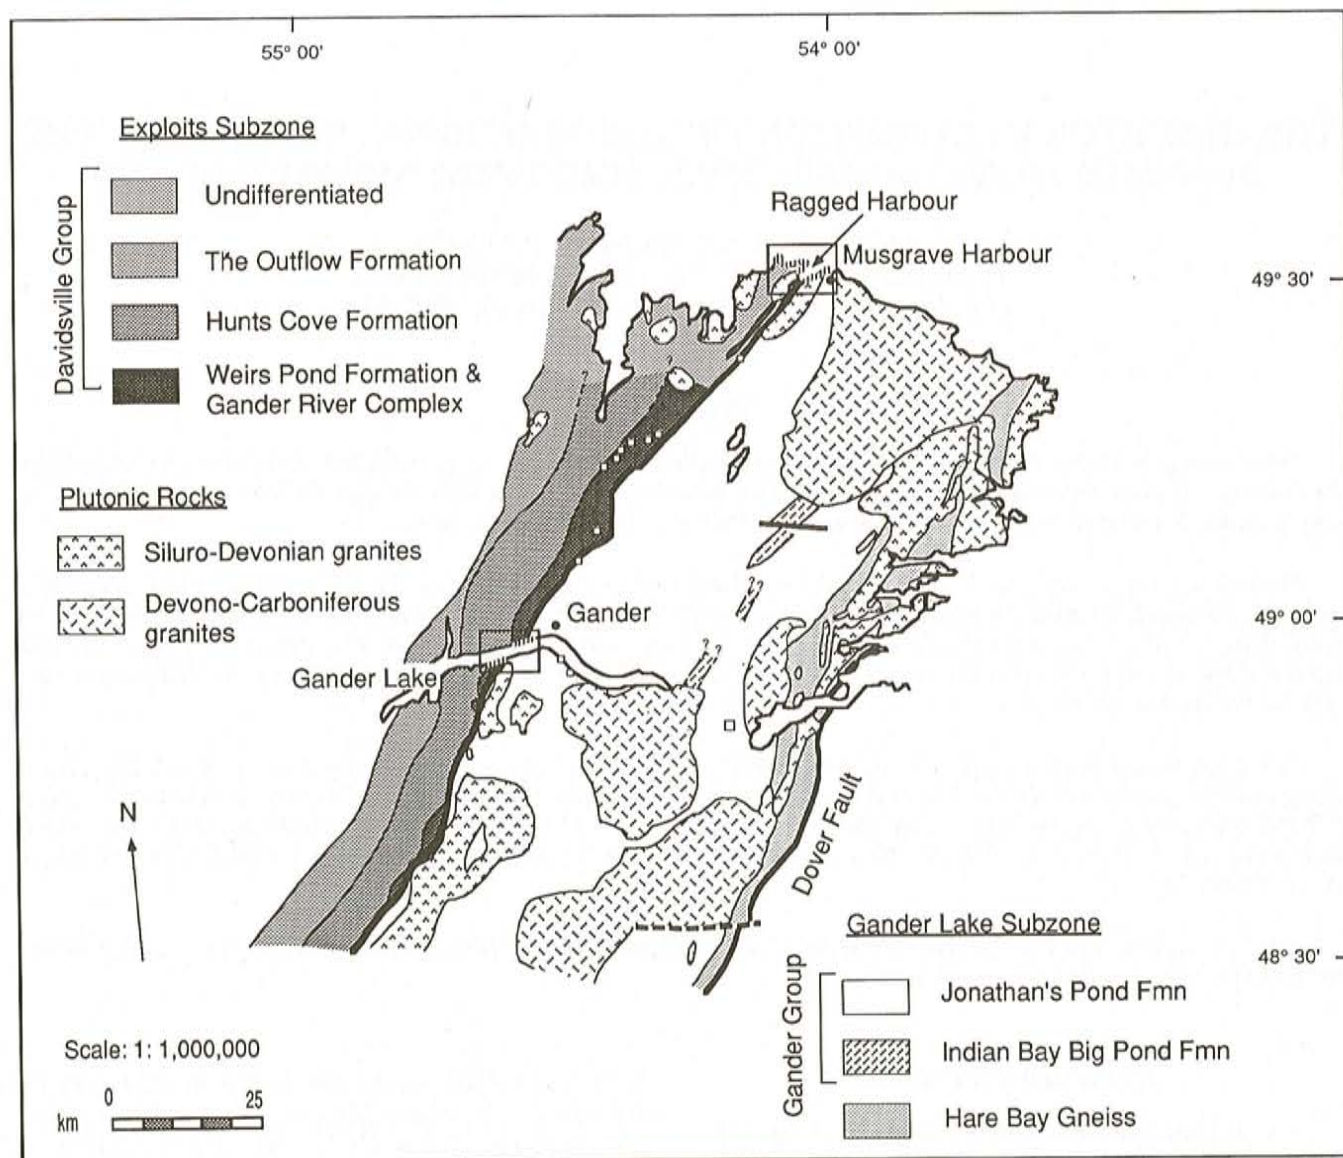 55° 00'
54° 00'
Exploits Subzone
Davidsville Group
Undifferentiated
The Outflow Formation
Hunts Cove Formation
Weirs Pond Formation &
Gander River Complex
Plutonic Rocks
Siluro-Devonian granites
Devono-Carboniferous
granites
Ragged Harbour
Musgrave Harbour
49° 30'
Gander
49° 00'
Gander Lake
?
?
?
?
?
?
N
Dover Fault
Gander Lake Subzone
48° 30'
Gander Group
Jonathan's Pond Fmn
Indian Bay Big Pond Fmn
Hare Bay Gneiss
Scale: 1: 1,000,000
0 25
km